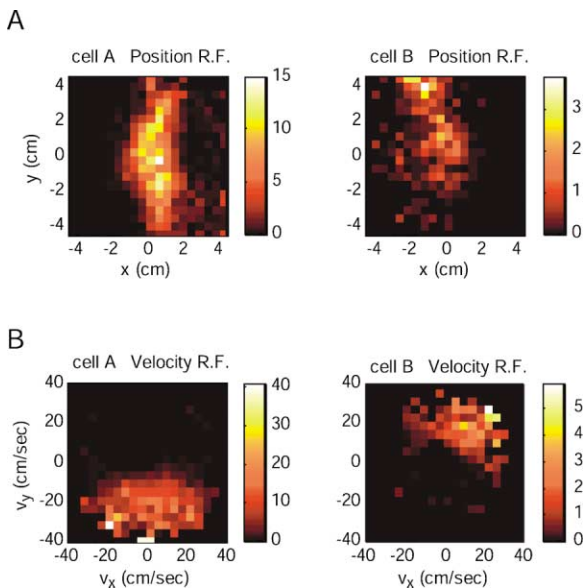 A
cell A Position R.F.
cell B Position R.F.
4
2
0
-2
-4
y (cm)
-4 -2 0 2 4
x (cm)
15
10
5
0
4
2
0
-2
-4
-4 -2 0 2 4
x (cm)
3
2
1
0
B
cell A Velocity R.F.
cell B Velocity R.F.
40
20
0
-20
-40
vy (cm/sec)
-40 -20 0 20 40
vx (cm/sec)
40
30
20
10
0
40
20
0
-20
-40
-40 -20 0 20 40
vx (cm/sec)
5
4
3
2
1
0